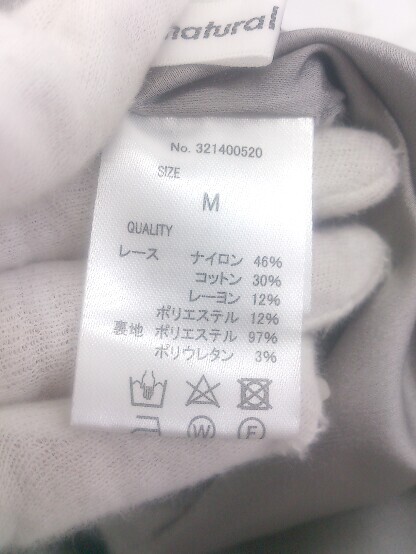 natural
No. 321400520
SIZE
M
QUALITY
レース ナイロン 46%
コットン 30%
レーヨン 12%
ポリエステル 12%
裏地 ポリエステル 97%
ポリウレタン 3%
W F